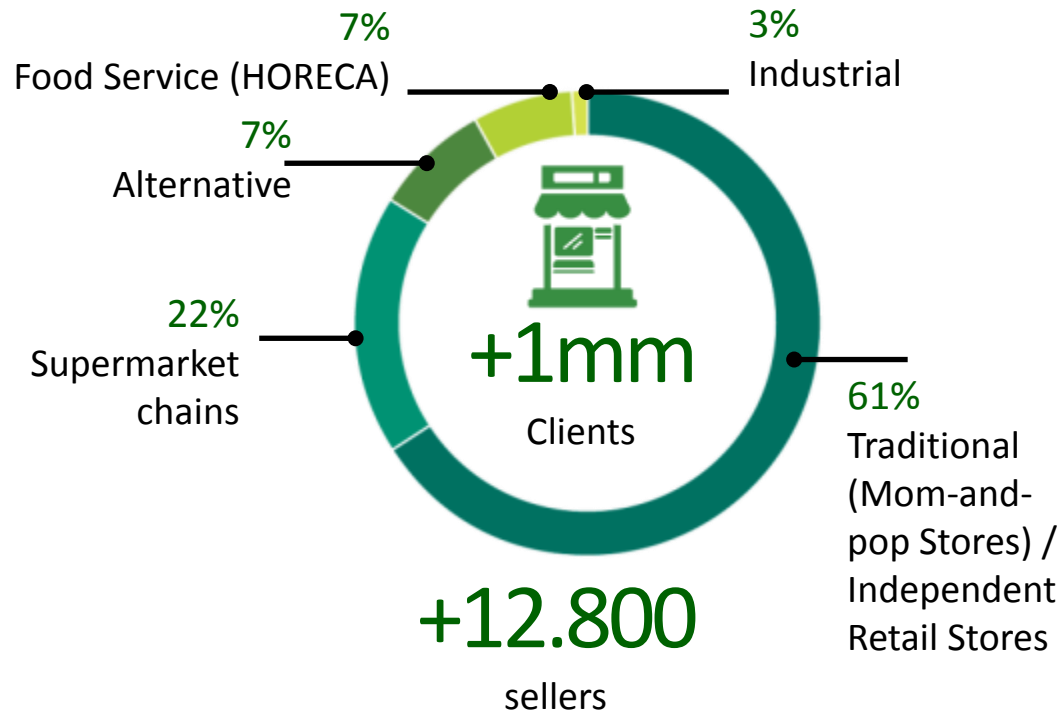 7%
Food Service (HORECA)
3%
Industrial
7%
Alternative
22%
Supermarket
chains
+1mm
Clients
61%
Traditional
(Mom-and-
pop Stores) /
Independent
Retail Stores
+12.800
sellers